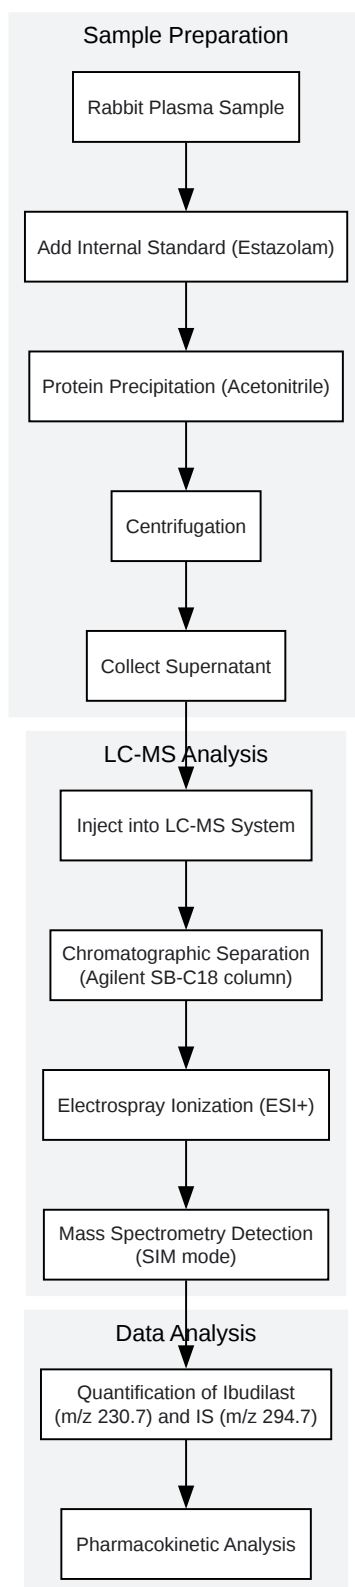 Sample Preparation
Rabbit Plasma Sample
Add Internal Standard (Estazolam)
Protein Precipitation (Acetonitrile)
Centrifugation
Collect Supernatant
LC-MS Analysis
Inject into LC-MS System
Chromatographic Separation
(Agilent SB-C18 column)
Electrospray Ionization (ESI+)
Mass Spectrometry Detection
(SIM mode)
Data Analysis
Quantification of Ibudilast
(m/z 230.7) and IS (m/z 294.7)
Pharmacokinetic Analysis